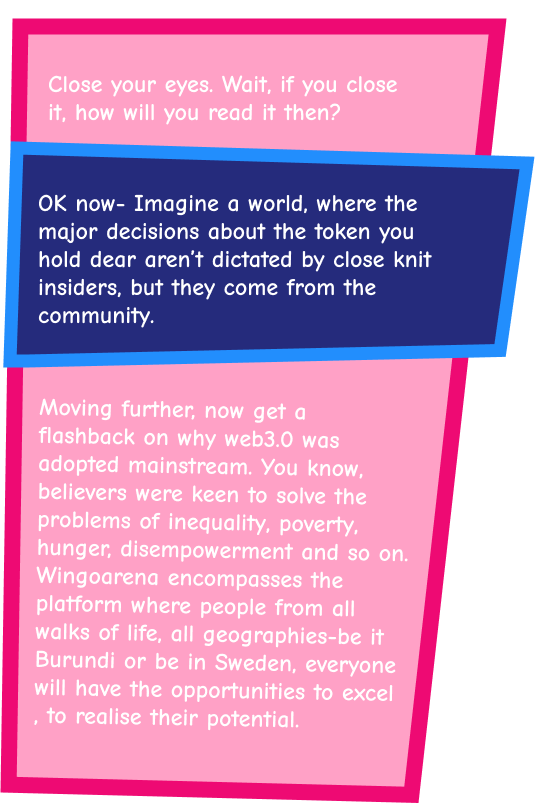 Close your eyes. Wait, if you close
it, how will you read it then?
OK now- Imagine a world, where the
major decisions about the token you
hold dear aren't dictated by close knit
insiders, but they come from the
community.
Moving further, now get a
flashback on why web3.0 was
adopted mainstream. You know,
believers were keen to solve the
problems of inequality, poverty,
hunger, disempowerment and so on.
Wingoarena encompasses the
platform where people from all
walks of life, all geographies-be it
Burundi or be in Sweden, everyone
will have the opportunities to excel
, to realise their potential.